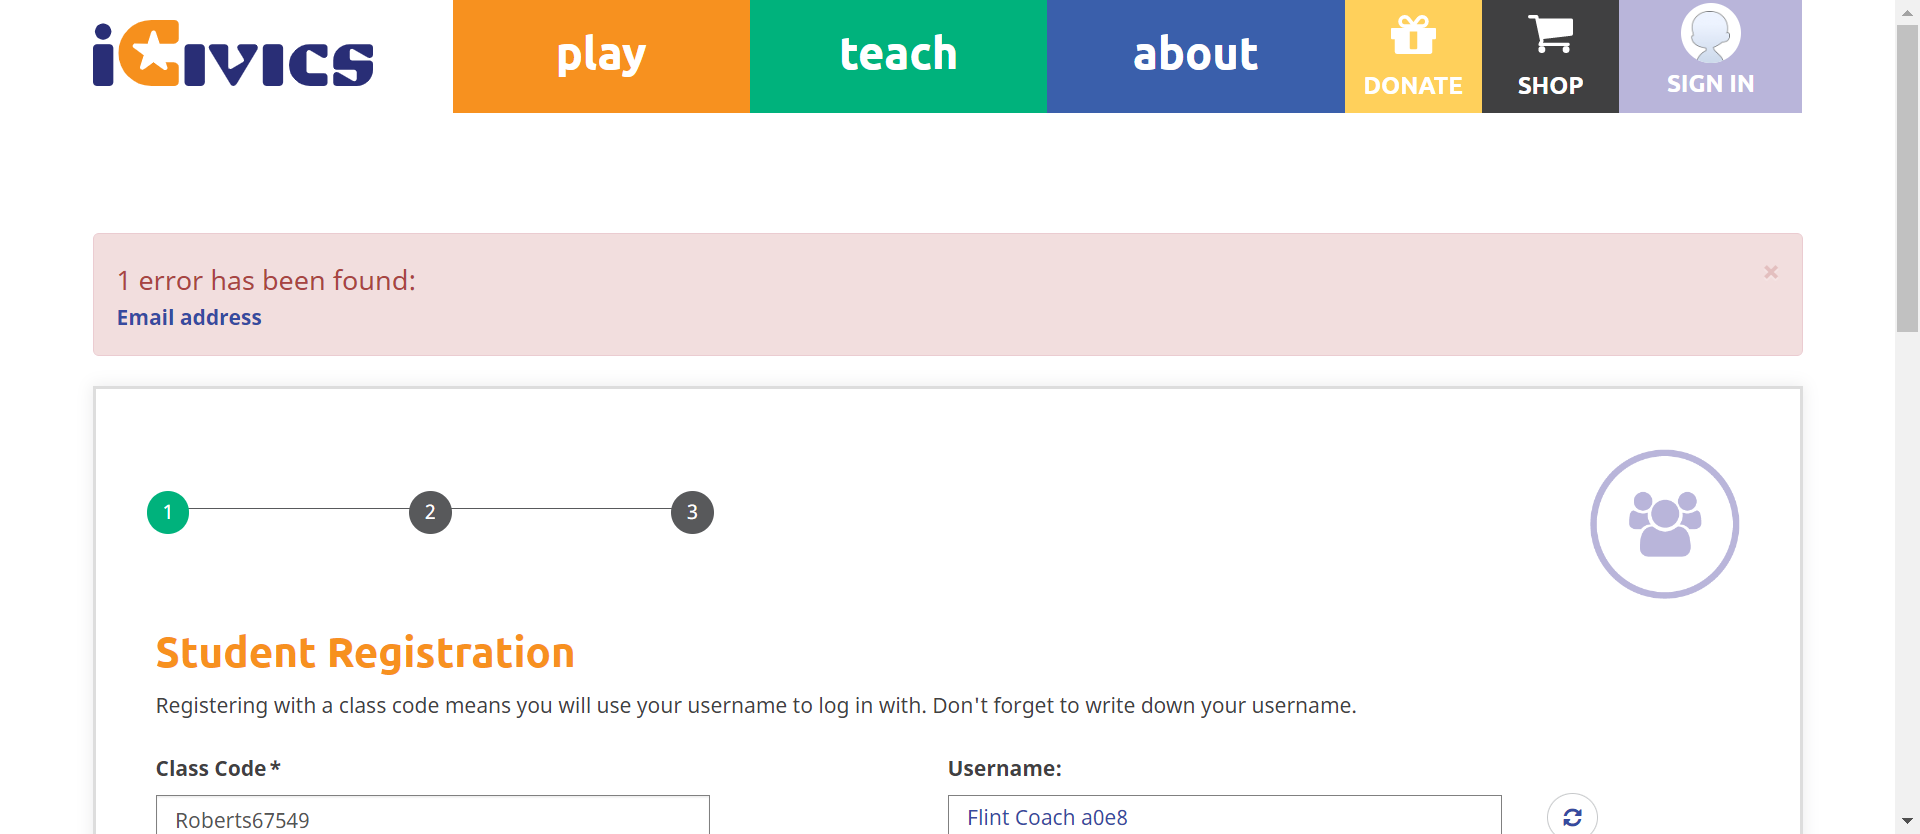 iCivics
play
teach
about
DONATE
SHOP
SIGN IN
1 error has been found:
×
Email address
1
2
3
Student Registration
Registering with a class code means you will use your username to log in with. Don't forget to write down your username.
Class Code*
Username:
Roberts67549
Flint Coach a0e8